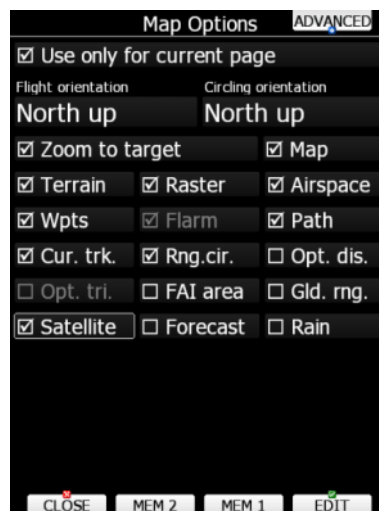 Map Options ADVANCED
Use only for current page
Flight orientation Circling orientation
North up North up
Zoom to target Map
Terrain Raster Airspace
Wpts Flarm Path
Cur. trk. Rng.cir. Opt. dis.
Opt. tri. FAI area Gld. rng.
Satellite Forecast Rain
CLOSE MEM 2 MEM 1 EDIT